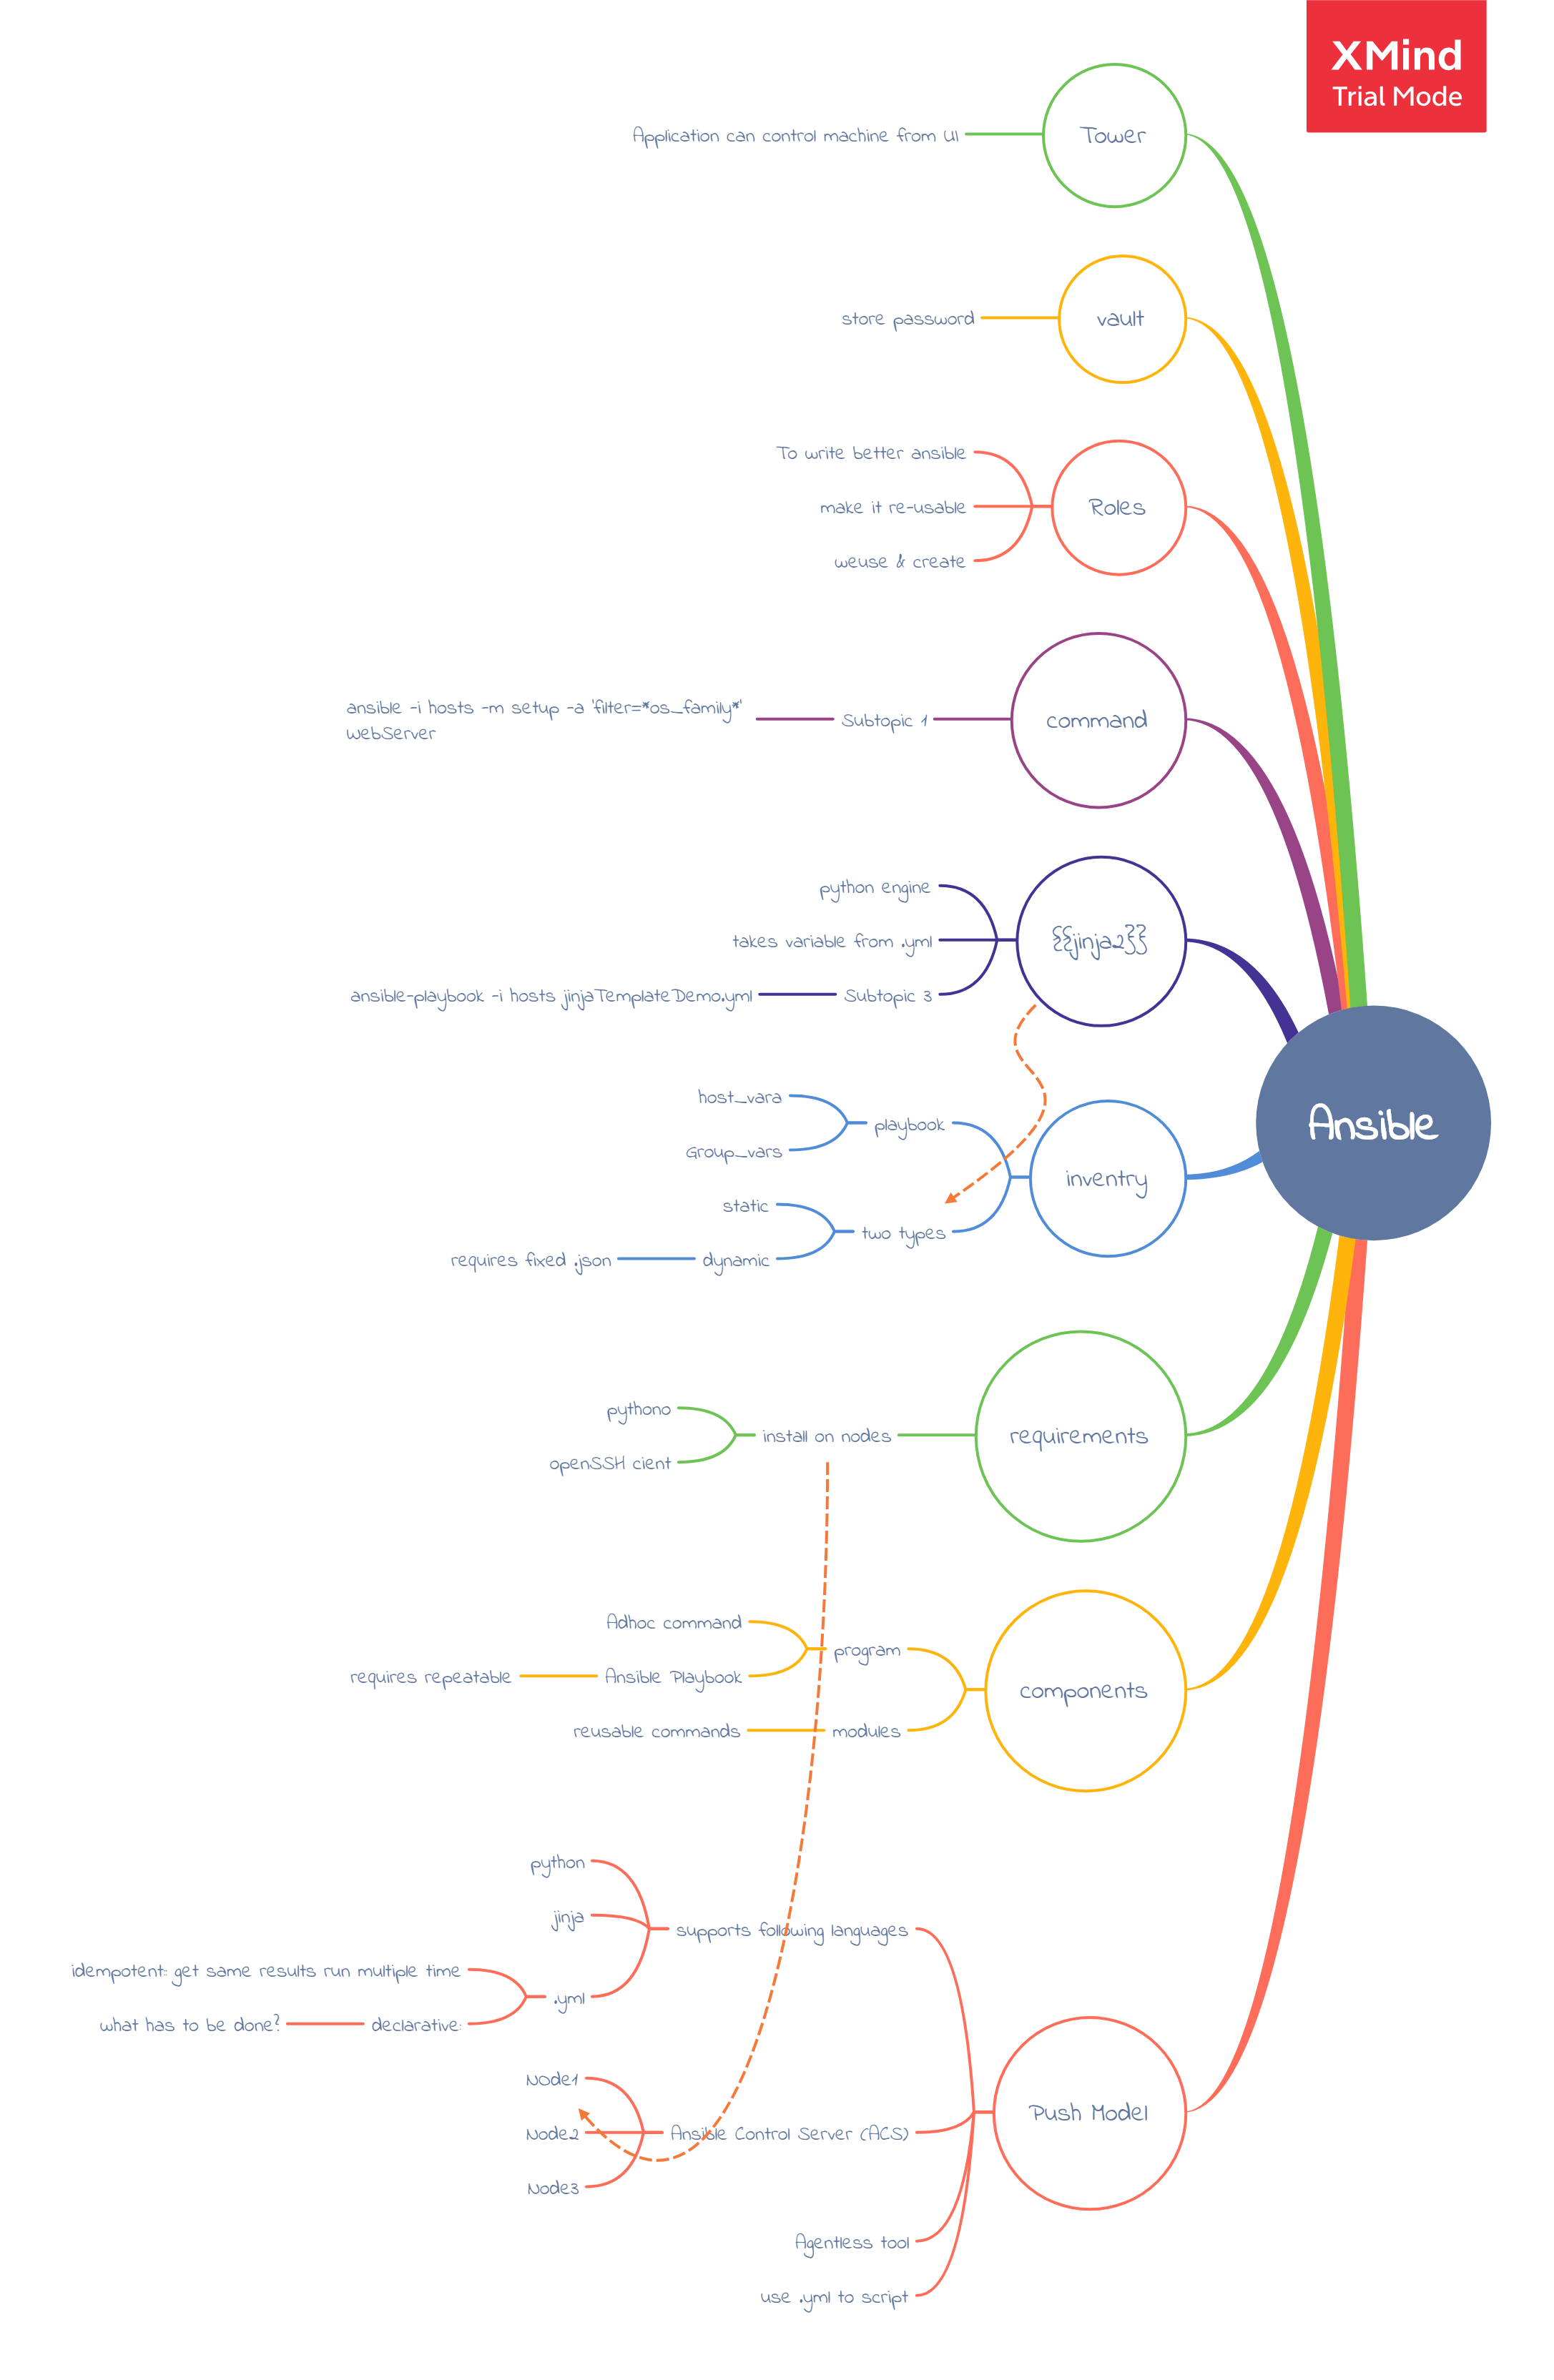 XMind
Trial Mode
Tower
Application can control machine from UI
vault
store password
Roles
To write better ansible
make it re-usable
weuse & create
command
Subtopic 1
ansible -i hosts -m setup -a 'filter=*os_family*'
WebServer
{{jinja2}}
python engine
takes variable from .yml
Subtopic 3
ansible-playbook -i hosts jinjaTemplateDemo.yml
Ansible
inventry
playbook
host_vara
Group_vars
two types
static
dynamic
requires fixed .json
requirements
install on nodes
pythono
openSSH cient
components
program
Adhoc command
Ansible Playbook
requires repeatable
modules
reusable commands
Push Model
supports following languages
python
jinja
.yml
idempotent: get same results run multiple time
declarative:
what has to be done?
Ansible Control Server (ACS)
NOde1
Node2
Node3
Agentless tool
use .yml to script